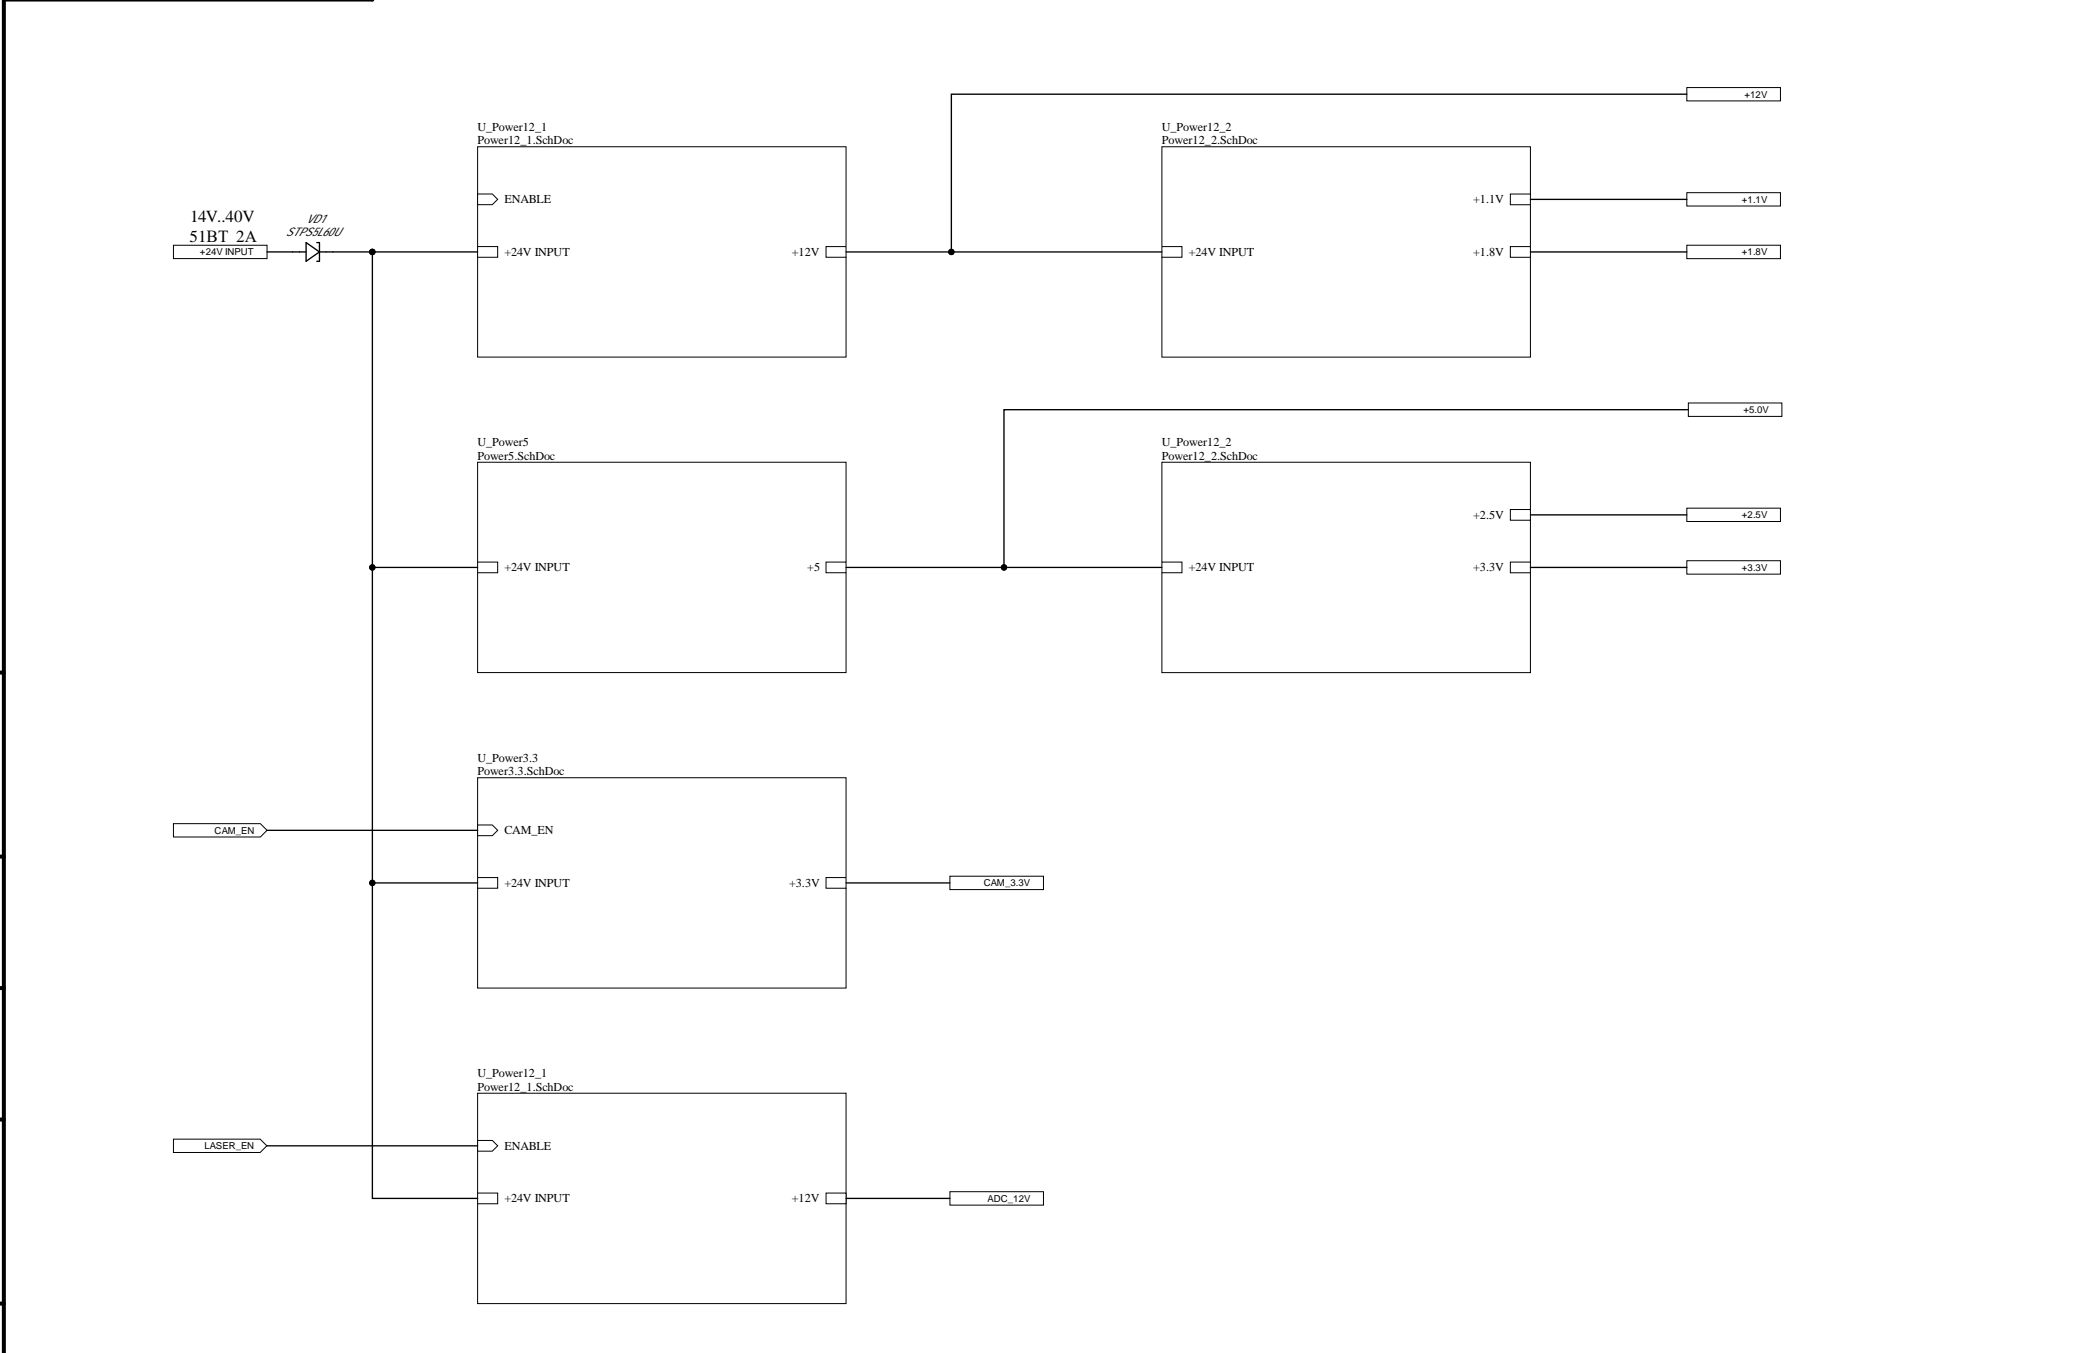 +12V
U_Power12_1
Power12_1.SchDoc
U_Power12_2
Power12_2.SchDoc
ENABLE
+1.1V
+1.1V
14V..40V
51BT 2A
VD1
STPS5L60U
+24V INPUT
+24V INPUT
+12V
+24V INPUT
+1.8V
+1.8V
+5.0V
U_Power5
Power5.SchDoc
U_Power12_2
Power12_2.SchDoc
+2.5V
+2.5V
+24V INPUT
+5
+24V INPUT
+3.3V
+3.3V
U_Power3.3
Power3.3.SchDoc
CAM_EN
CAM_EN
+24V INPUT
+3.3V
CAM_3.3V
U_Power12_1
Power12_1.SchDoc
LASER_EN
ENABLE
+24V INPUT
+12V
ADC_12V